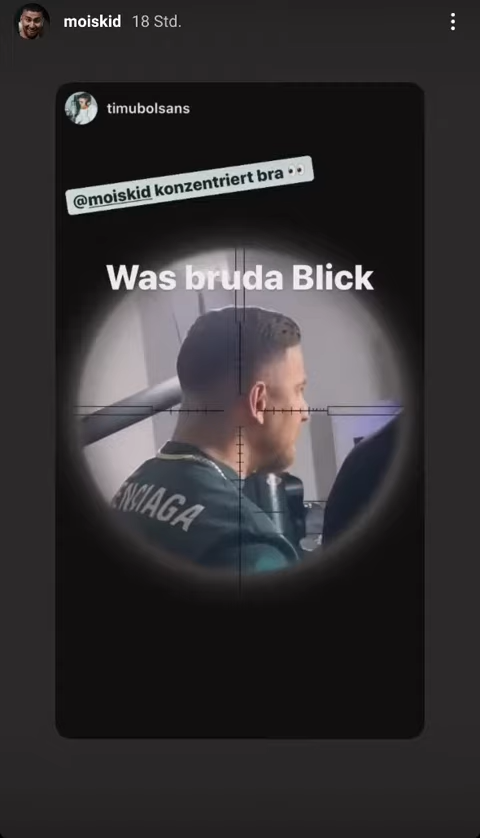 moiskid 18 Std.
timubolsans
@moiskid konzentriert bra 👀
Was bruda Blick
ENCIAGA